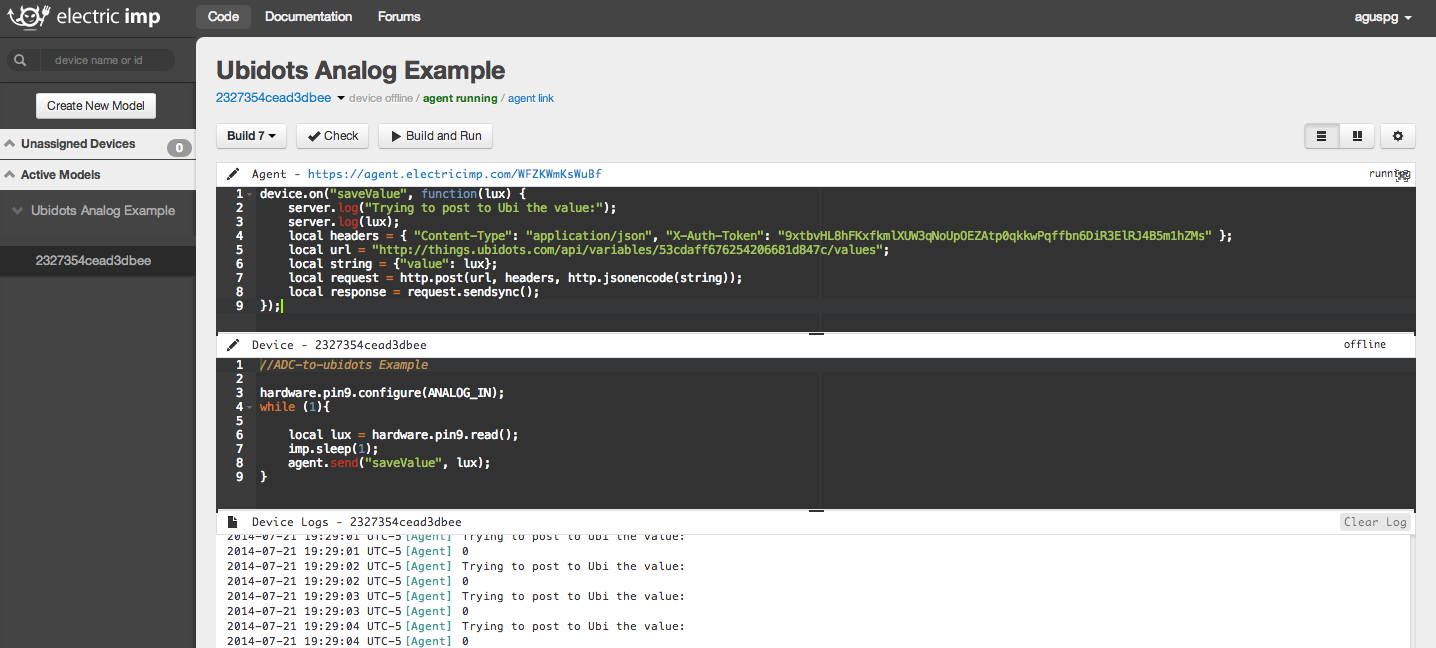 electric imp
Code Documentation Forums
aguspg
device name or id
Create New Model
Unassigned Devices 0
Active Models
Ubidots Analog Example
2327354cead3dbee
Ubidots Analog Example
2327354cead3dbee device offline / agent running / agent link
Build 7 Check Build and Run
Agent - https://agent.electricimp.com/WFZKWmKsWuBf running
1 device.on("saveValue", function(lux) {
2 server.log("Trying to post to Ubi the value:");
3 server.log(lux);
4 local headers = { "Content-Type": "application/json", "X-Auth-Token": "9xtbvHL8hFKxfkmlXUW3qNoUpOEZAtp0qkkwPqffbn6DiR3ElRJ4B5m1hZMs" };
5 local url = "http://things.ubidots.com/api/variables/53cdaff676254206681d847c/values";
6 local string = {"value": lux};
7 local request = http.post(url, headers, http.jsonencode(string));
8 local response = request.sendsync();
9 });
Device - 2327354cead3dbee offline
1 //ADC-to-ubidots Example
2
3 hardware.pin9.configure(ANALOG_IN);
4 while (1){
5
6 local lux = hardware.pin9.read();
7 imp.sleep(1);
8 agent.send("saveValue", lux);
9 }
Device Logs - 2327354cead3dbee Clear Log
2014-07-21 19:29:01 UTC-5 [Agent] Trying to post to Ubi the value:
2014-07-21 19:29:01 UTC-5 [Agent] 0
2014-07-21 19:29:02 UTC-5 [Agent] Trying to post to Ubi the value:
2014-07-21 19:29:02 UTC-5 [Agent] 0
2014-07-21 19:29:03 UTC-5 [Agent] Trying to post to Ubi the value:
2014-07-21 19:29:03 UTC-5 [Agent] 0
2014-07-21 19:29:04 UTC-5 [Agent] Trying to post to Ubi the value:
2014-07-21 19:29:04 UTC-5 [Agent] 0